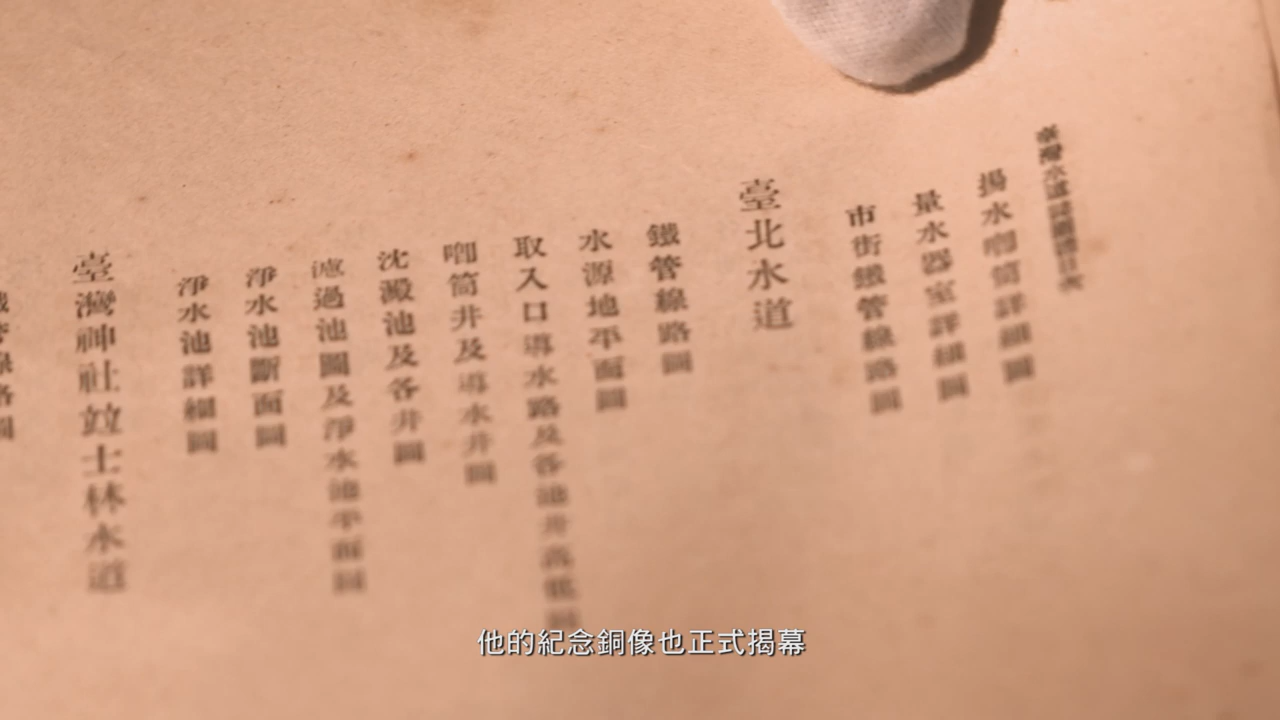 臺灣水道誌圖譜目次
揚水喞筒詳細圖
量水器室詳細圖
市街鐵管線路圖
臺北水道
鐵管線路圖
水源地平面圖
取入口導水路及各池井高低圖
喞筒井及導水井圖
沈澱池及各井圖
濾過池圖及淨水池平面圖
淨水池斷面圖
淨水池詳細圖
臺灣神社竝士林水道
他的紀念銅像也正式揭幕